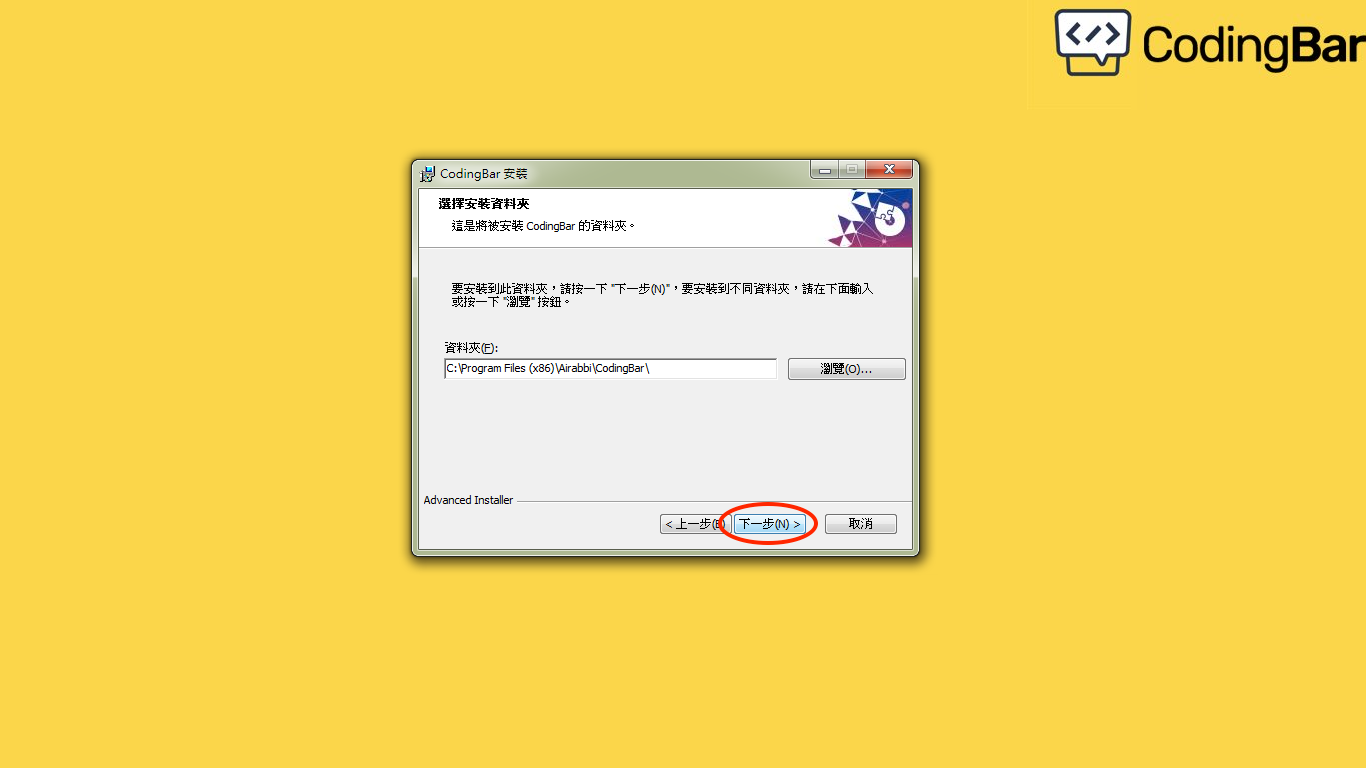 CodingBar
CodingBar 安裝
選擇安裝資料夾
這是將被安裝 CodingBar 的資料夾。
要安裝到此資料夾，請按一下 "下一步(N)"，要安裝到不同資料夾，請在下面輸入
或按一下 "瀏覽" 按鈕。
資料夾(F):
C:\Program Files (x86)\Airabbi\CodingBar\
瀏覽(O)...
Advanced Installer
< 上一步(B)
下一步(N) >
取消